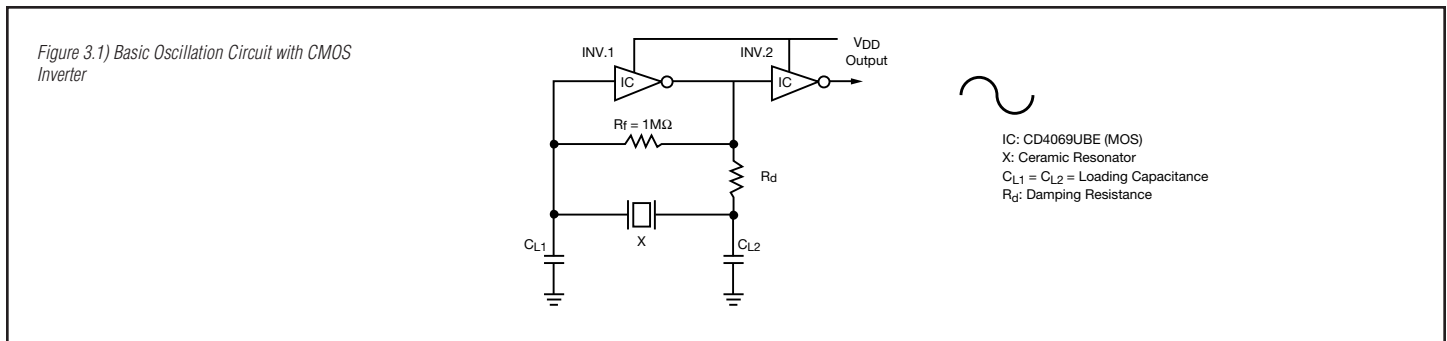 Figure 3.1) Basic Oscillation Circuit with CMOS
Inverter
INV.1
INV.2
VDD
Output
IC
IC
Rf = 1MΩ
Rd
CL1
X
CL2
IC: CD4069UBE (MOS)
X: Ceramic Resonator
CL1 = CL2 = Loading Capacitance
Rd: Damping Resistance